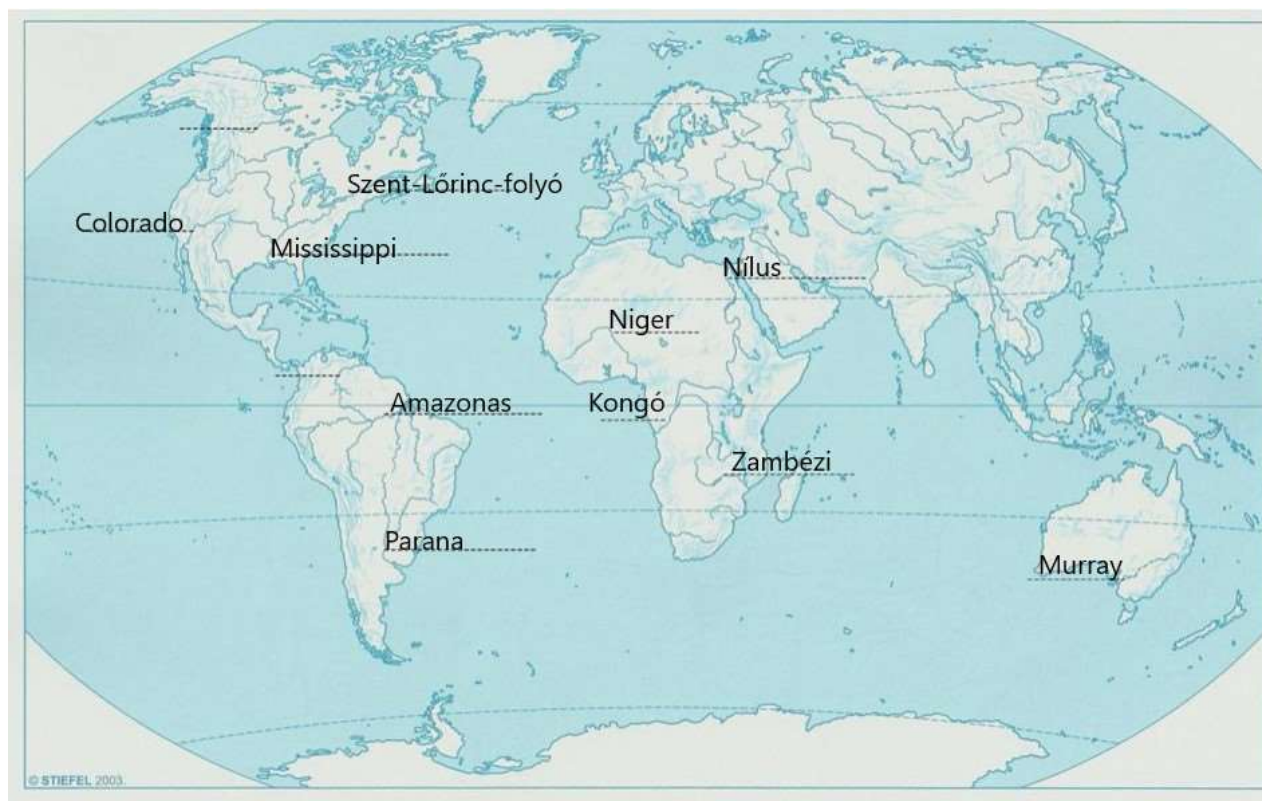 Szent-Lőrinc-folyó
Colorado
Mississippi
Nílus
Niger
Amazonas
Kongó
Zambézi
Parana
Murray
© STIEFEL 2003.